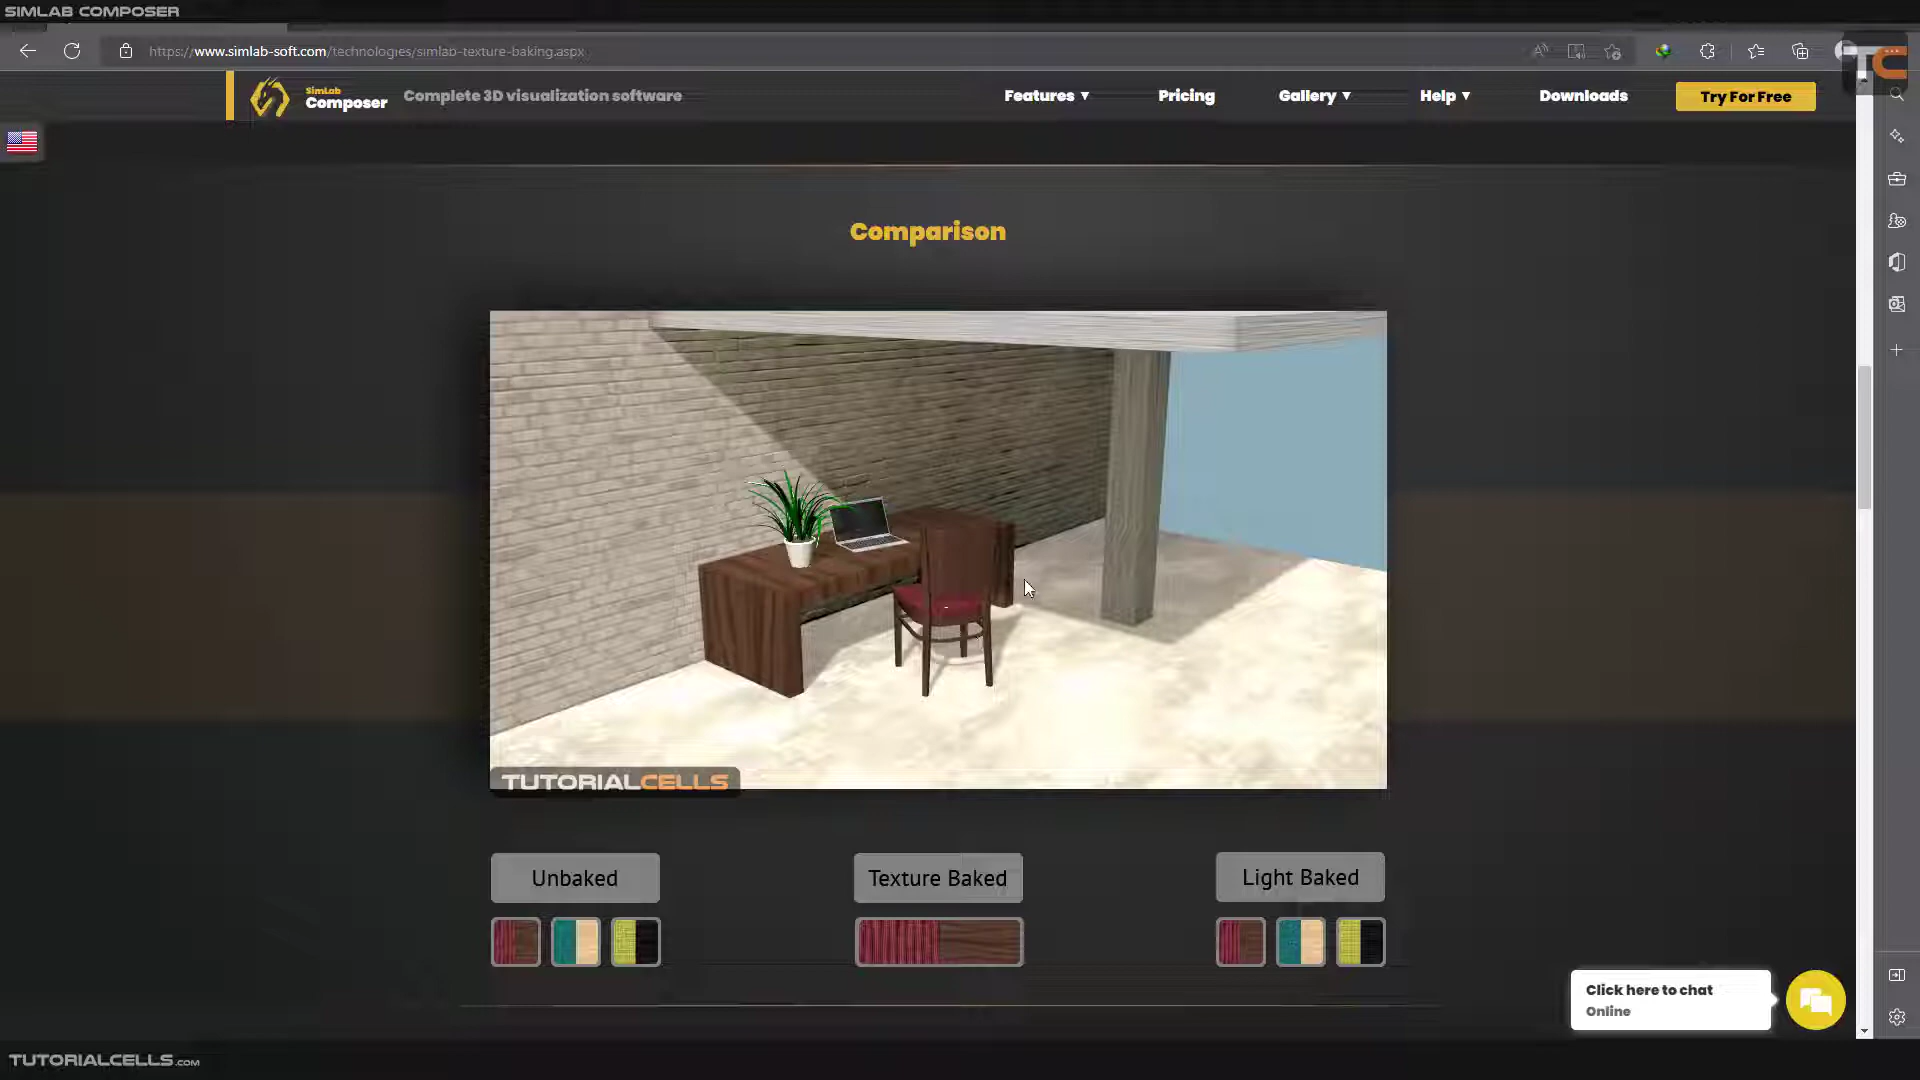 SIMLAB COMPOSER
https://www.simlab-soft.com/technologies/simlab-texture-baking.aspx
TC
SimLab
Composer
Complete 3D visualization software
Features ▼
Pricing
Gallery ▼
Help ▼
Downloads
Try For Free
Comparison
TUTORIALCELLS
Unbaked
Texture Baked
Light Baked
Click here to chat
Online
TUTORIALCELLS.COM